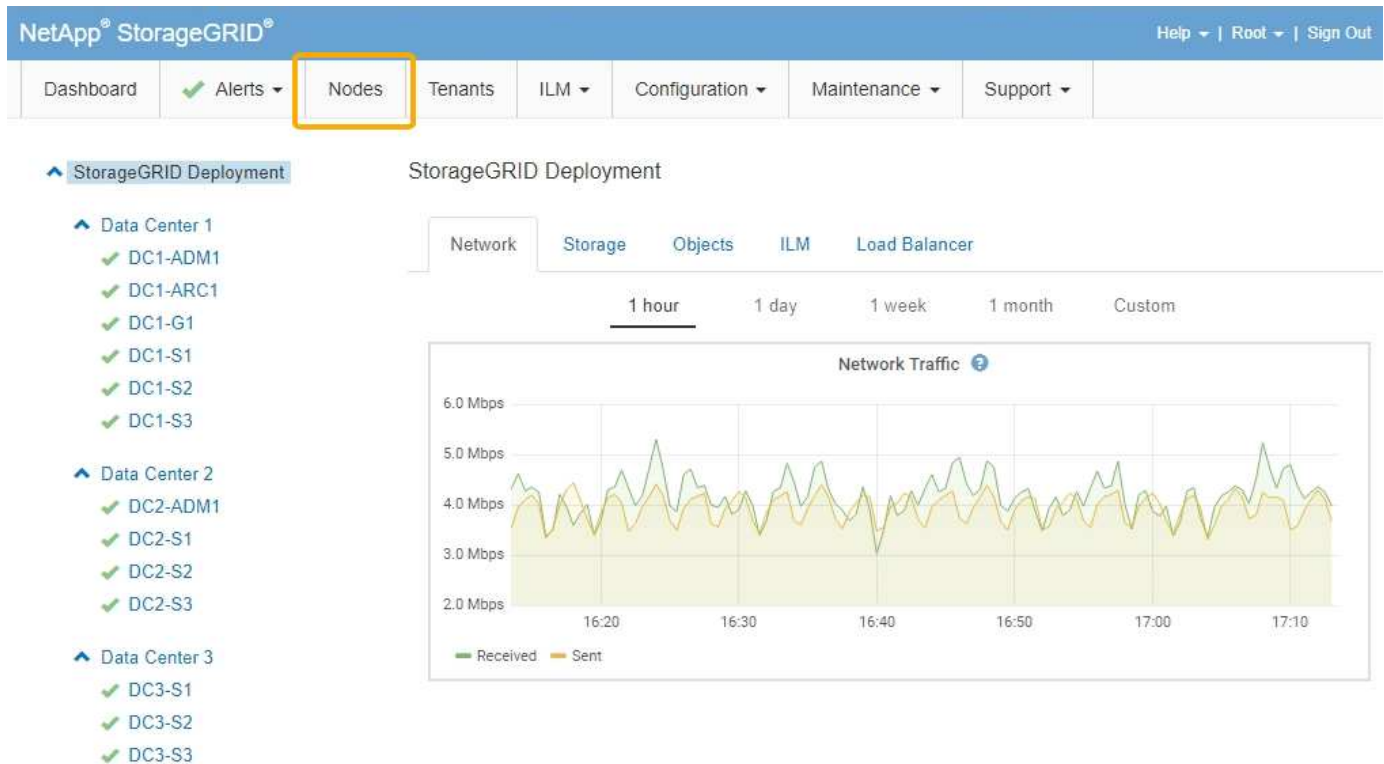 NetApp® StorageGRID®
Help | Root | Sign Out
Dashboard Alerts Nodes Tenants ILM Configuration Maintenance Support
StorageGRID Deployment
Data Center 1
DC1-ADM1
DC1-ARC1
DC1-G1
DC1-S1
DC1-S2
DC1-S3
Data Center 2
DC2-ADM1
DC2-S1
DC2-S2
DC2-S3
Data Center 3
DC3-S1
DC3-S2
DC3-S3
StorageGRID Deployment
Network Storage Objects ILM Load Balancer
1 hour 1 day 1 week 1 month Custom
Network Traffic ?
6.0 Mbps
5.0 Mbps
4.0 Mbps
3.0 Mbps
2.0 Mbps
16:20 16:30 16:40 16:50 17:00 17:10
Received Sent